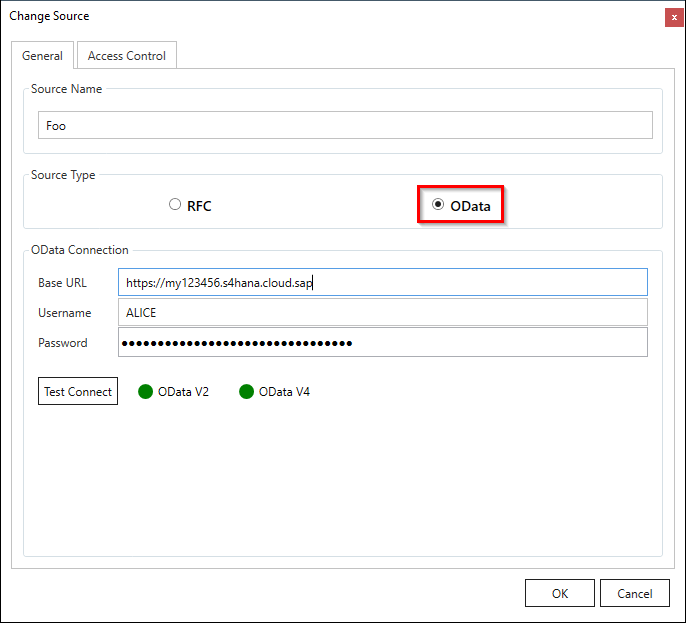 Change Source
x
General Access Control
Source Name
Foo
Source Type
RFC OData
OData Connection
Base URL https://my123456.s4hana.cloud.sap
Username ALICE
Password ●●●●●●●●●●●●●●●●●●●●●●●●●●●●●●●●
Test Connect OData V2 OData V4
OK Cancel